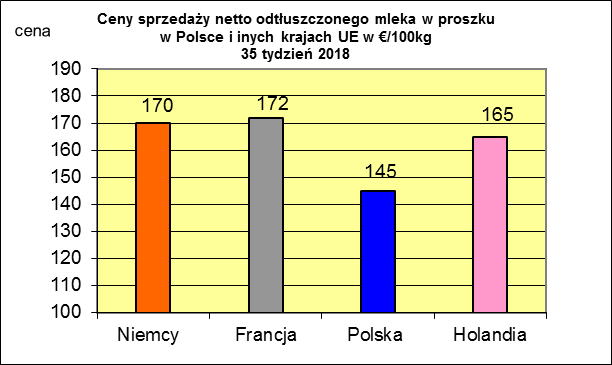 Ceny sprzedaży netto odtłuszczonego mleka w proszku
w Polsce i inych krajach UE w €/100kg
35 tydzień 2018
cena
190
180
170
160
150
140
130
120
110
100
170
172
145
165
Niemcy Francja Polska Holandia